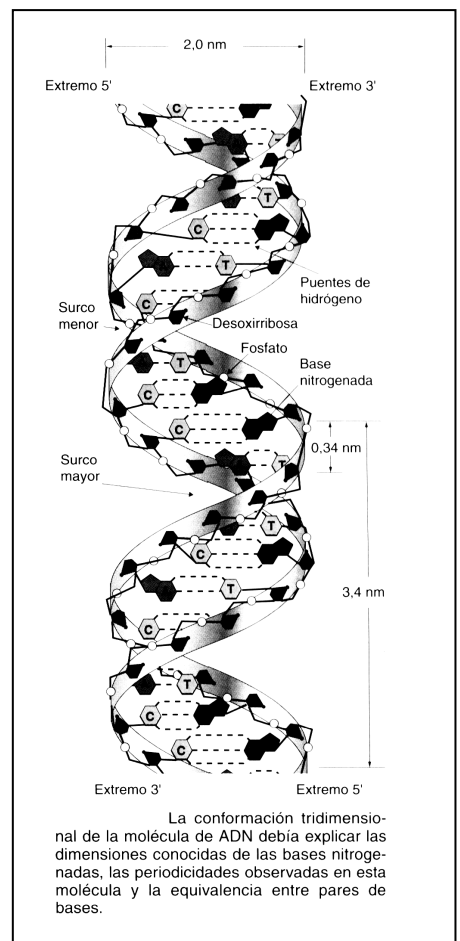 2,0 nm
Extremo 5'
Extremo 3'
C
T
C
T
Puentes de
hidrógeno
C
Surco
menor
Desoxirribosa
Fosfato
T
Base
nitrogenada
C
C
0,34 nm
Surco
mayor
T
T
C
T
3,4 nm
C
T
C
C
Extremo 3'
Extremo 5'
La conformación tridimensio-
nal de la molécula de ADN debía explicar las
dimensiones conocidas de las bases nitroge-
nadas, las periodicidades observadas en esta
molécula y la equivalencia entre pares de
bases.